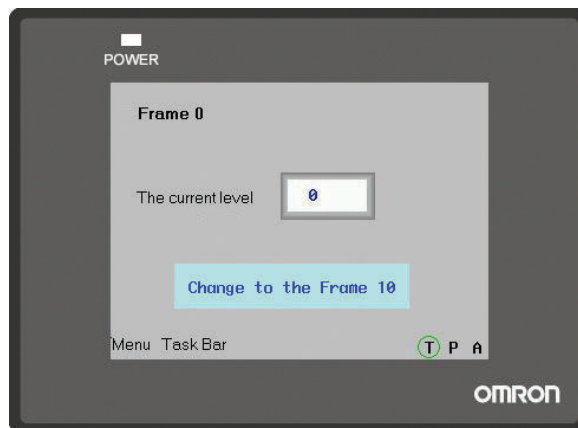 POWER
Frame 0
The current level 0
Change to the Frame 10
Menu Task Bar T P A
OMRON